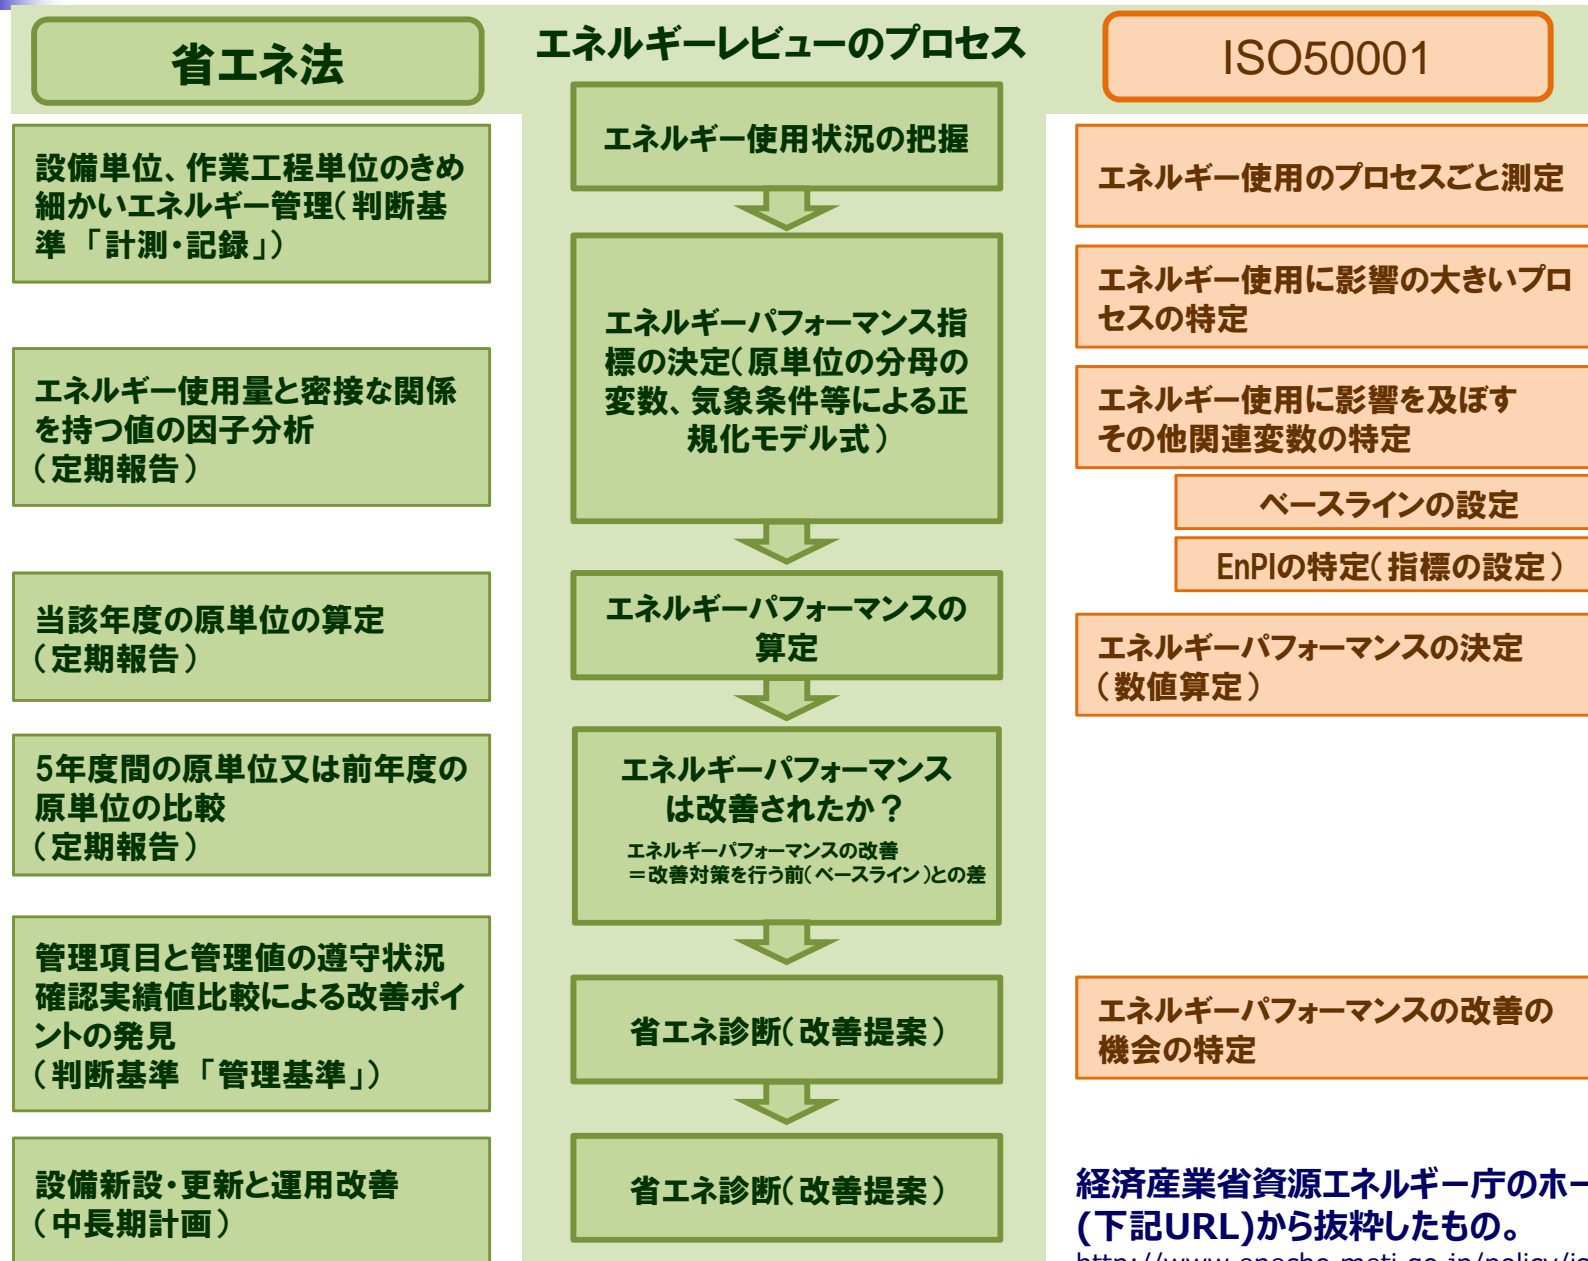 省エネ法
設備単位、作業工程単位のきめ
細かいエネルギー管理(判断基
準 「計測・記録」)
エネルギー使用量と密接な関係
を持つ値の因子分析
(定期報告)
当該年度の原単位の算定
(定期報告)
5年度間の原単位又は前年度の
原単位の比較
(定期報告)
管理項目と管理値の遵守状況
確認実績値比較による改善ポイ
ントの発見
(判断基準 「管理基準」)
設備新設・更新と運用改善
(中長期計画)
エネルギーレビューのプロセス
エネルギー使用状況の把握
エネルギーパフォーマンス指
標の決定(原単位の分母の
変数、気象条件等による正
規化モデル式)
エネルギーパフォーマンスの
算定
エネルギーパフォーマンス
は改善されたか？
エネルギーパフォーマンスの改善
＝改善対策を行う前(ベースライン)との差
省エネ診断(改善提案)
省エネ診断(改善提案)
ISO50001
エネルギー使用のプロセスごと測定
エネルギー使用に影響の大きいプロ
セスの特定
エネルギー使用に影響を及ぼす
その他関連変数の特定
ベースラインの設定
EnPIの特定(指標の設定)
エネルギーパフォーマンスの決定
(数値算定)
エネルギーパフォーマンスの改善の
機会の特定
経済産業省資源エネルギー庁のホー
(下記URL)から抜粋したもの。